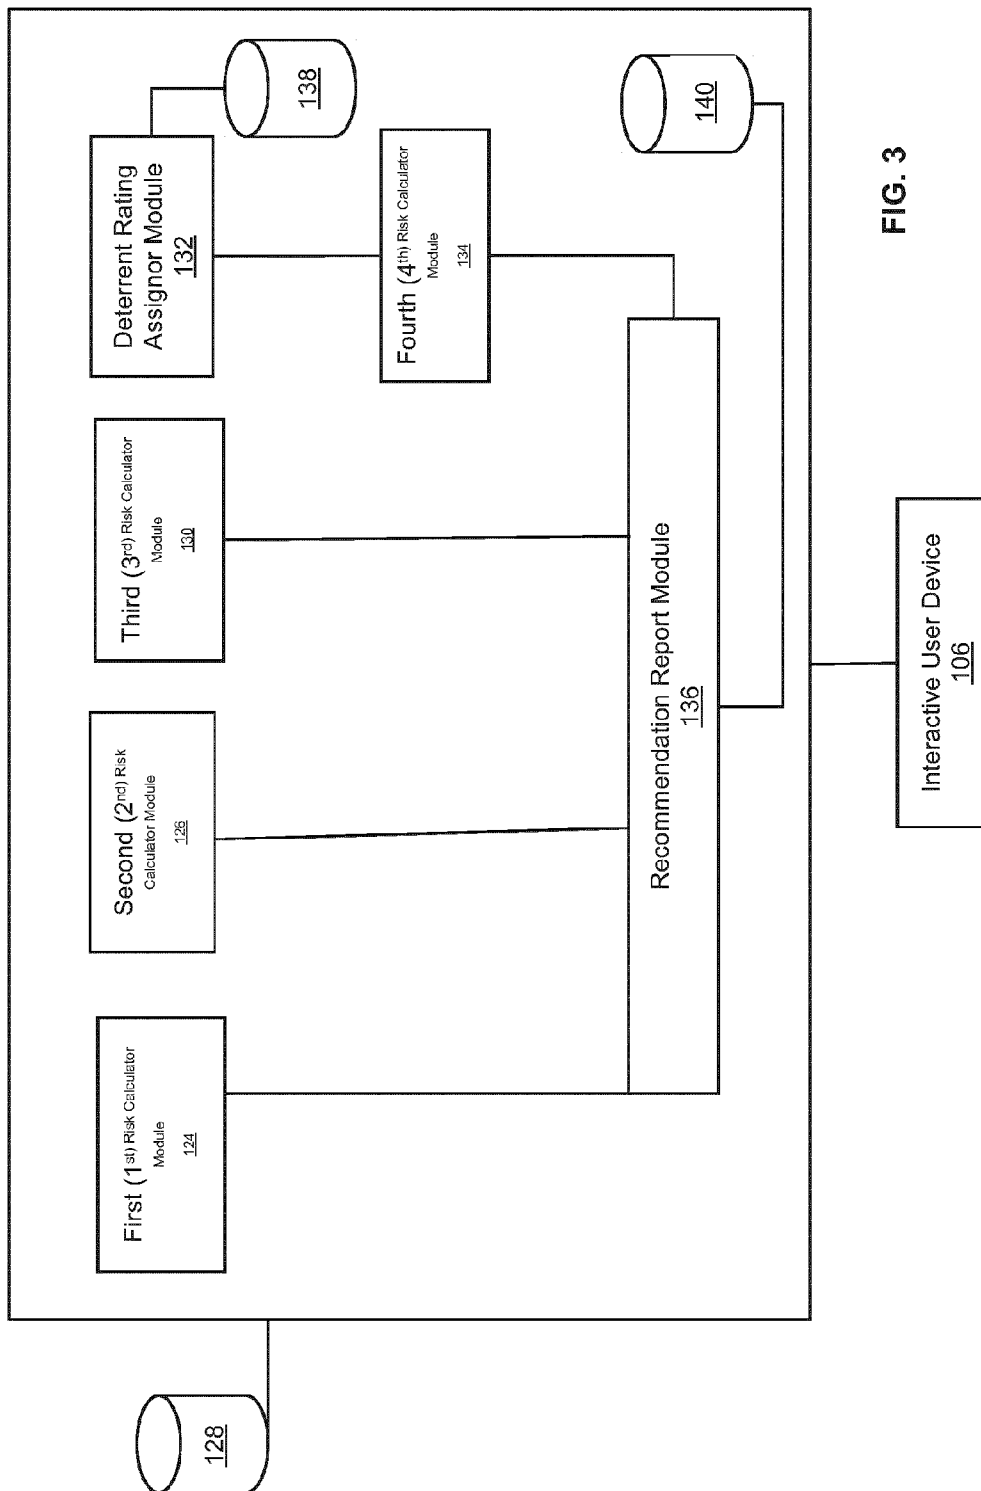 First (1st) Risk Calculator
Module
124
Second (2nd) Risk
Calculator Module
126
Third (3rd) Risk Calculator
Module
130
Deterrent Rating
Assignor Module
132
138
Fourth (4th) Risk Calculator
Module
134
128
Recommendation Report Module
136
140
Interactive User Device
106
FIG. 3